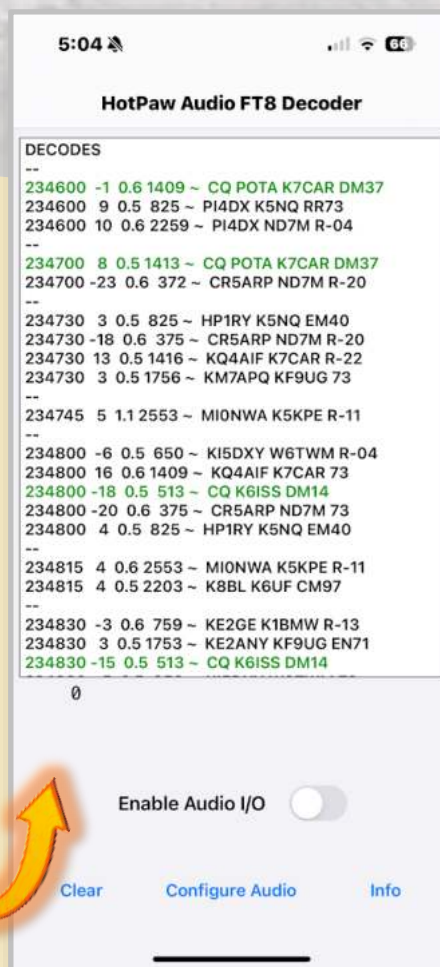 5:04
66
HotPaw Audio FT8 Decoder
DECODES
--
234600 -1 0.6 1409 ~ CQ POTA K7CAR DM37
234600 9 0.5 825 ~ PI4DX K5NQ RR73
234600 10 0.6 2259 ~ PI4DX ND7M R-04
--
234700 8 0.5 1413 ~ CQ POTA K7CAR DM37
234700 -23 0.6 372 ~ CR5ARP ND7M R-20
--
234730 3 0.5 825 ~ HP1RY K5NQ EM40
234730 -18 0.6 375 ~ CR5ARP ND7M R-20
234730 13 0.5 1416 ~ KQ4AIF K7CAR R-22
234730 3 0.5 1756 ~ KM7APQ KF9UG 73
--
234745 5 1.1 2553 ~ MI0NWA K5KPE R-11
--
234800 -6 0.5 650 ~ KI5DXY W6TWM R-04
234800 16 0.6 1409 ~ KQ4AIF K7CAR 73
234800 -18 0.5 513 ~ CQ K6ISS DM14
234800 -20 0.6 375 ~ CR5ARP ND7M 73
234800 4 0.5 825 ~ HP1RY K5NQ EM40
--
234815 4 0.6 2553 ~ MI0NWA K5KPE R-11
234815 4 0.5 2203 ~ K8BL K6UF CM97
--
234830 -3 0.6 759 ~ KE2GE K1BMW R-13
234830 3 0.5 1753 ~ KE2ANY KF9UG EN71
234830 -15 0.5 513 ~ CQ K6ISS DM14
0
Enable Audio I/O
Clear Configure Audio Info